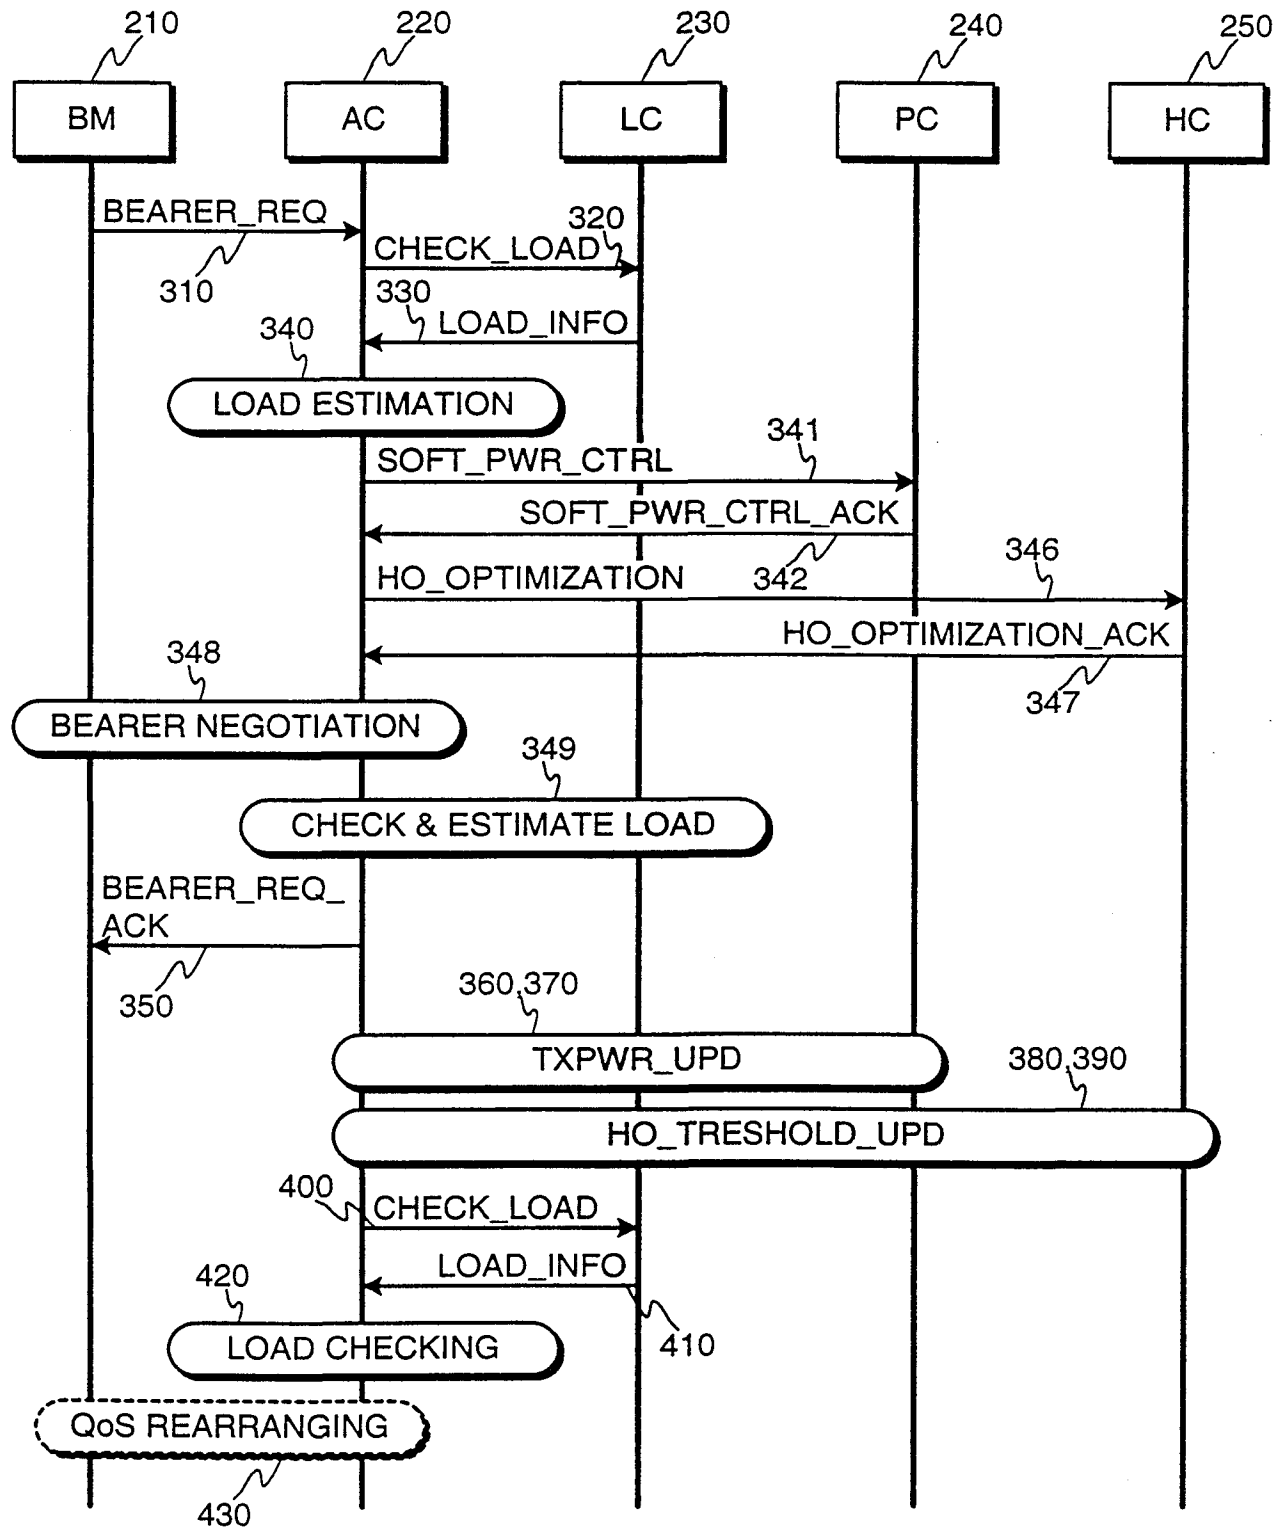 210
220
230
240
250
BM
AC
LC
PC
HC
BEARER_REQ
310
320
CHECK_LOAD
330
LOAD_INFO
340
LOAD ESTIMATION
341
SOFT_PWR_CTRL
SOFT_PWR_CTRL_ACK
342
346
HO_OPTIMIZATION
HO_OPTIMIZATION_ACK
347
348
BEARER NEGOTIATION
349
CHECK & ESTIMATE LOAD
BEARER_REQ_
ACK
350
360,370
TXPWR_UPD
380,390
HO_TRESHOLD_UPD
400
CHECK_LOAD
LOAD_INFO
410
420
LOAD CHECKING
QoS REARRANGING
430